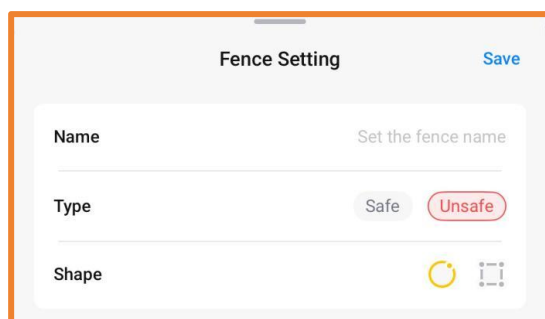 Fence Setting Save
Name Set the fence name
Type Safe Unsafe
Shape